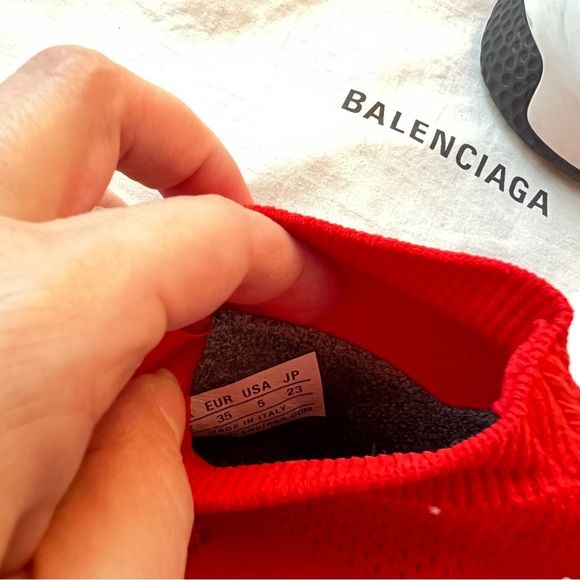 BALENCIAGA
EUR USA JP
35 5 23
MADE IN ITALY